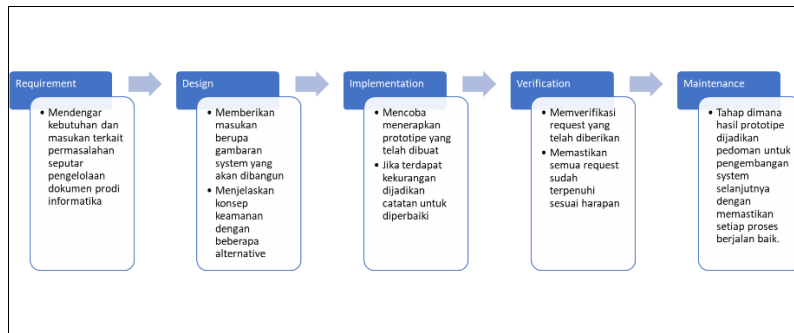 Requirement
• Mendengar
kebutuhan dan
masukan terkait
permasalahan
seputar
pengelolaan
dokumen prodi
informatika
Design
• Memberikan
masukan
berupa
gambaran
system yang
akan dibangun
• Menjelaskan
konsep
keamanan
dengan
beberapa
alternative
Implementation
• Mencoba
menerapkan
prototipe yang
telah dibuat
• Jika terdapat
kekurangan
dijadikan
catatan untuk
diperbaiki
Verification
• Memverifikasi
request yang
telah diberikan
• Memastikan
semua request
sudah
terpenuhi
sesuai harapan
Maintenance
• Tahap dimana
hasil prototipe
dijadikan
pedoman untuk
pengembangan
system
selanjutnya
dengan
memastikan
setiap proses
berjalan baik.